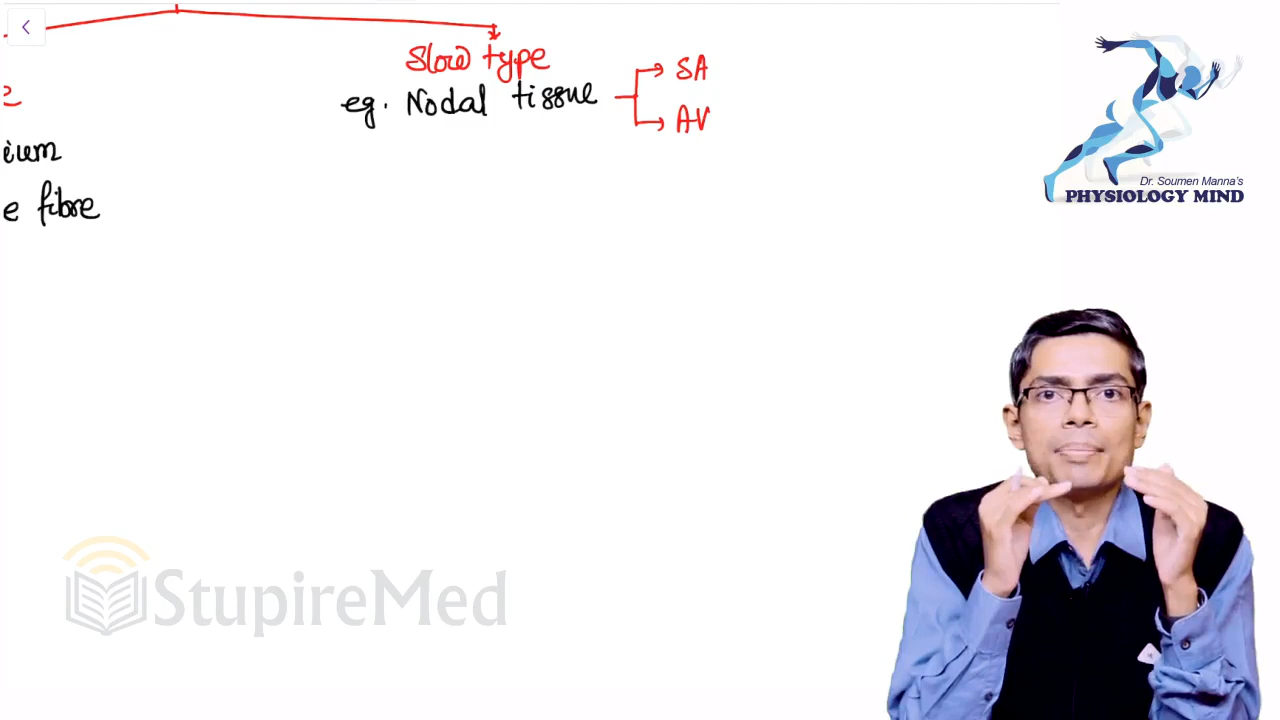 Slow type
eg. Nodal tissue
SA
AV
e
ium
e fibre
Dr. Soumen Manna's
PHYSIOLOGY MIND
StupireMed